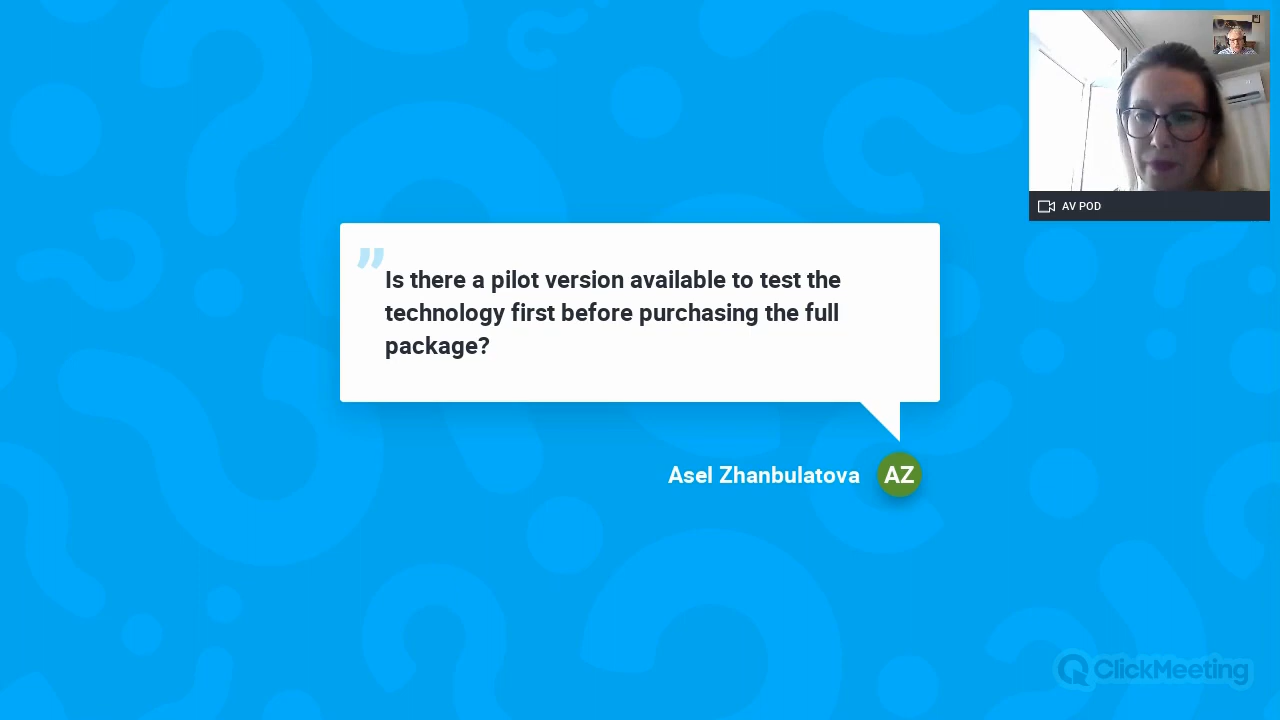 AV POD
" Is there a pilot version available to test the
technology first before purchasing the full
package?
Asel Zhanbulatova AZ
ClickMeeting